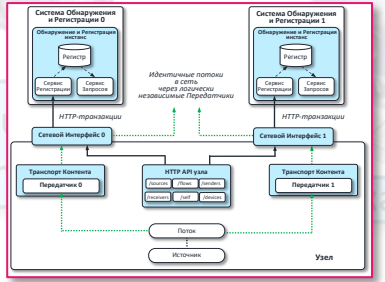 Система Обнаружения
и Регистрации 0
Обнаружение и Регистрация
инстанс
Регистр
Сервис
Регистрации
Сервис
Запросов
HTTP-транзакции
Идентичные потоки
в сеть
через логически
независимые Передатчики
Система Обнаружения
и Регистрации 1
Обнаружение и Регистрация
инстанс
Регистр
Сервис
Регистрации
Сервис
Запросов
HTTP-транзакции
Сетевой Интерфейс 0
Сетевой Интерфейс 1
Транспорт Контента
Передатчик 0
HTTP API узла
/sources
/flows
/senders
/receivers
/self
/devices
Транспорт Контента
Передатчик 1
Поток
Источник
Узел